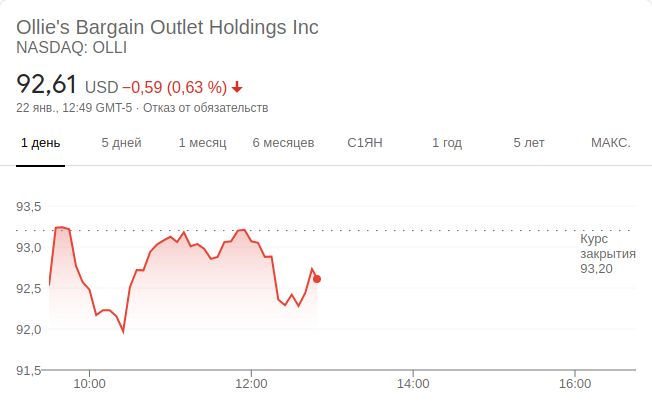 Ollie's Bargain Outlet Holdings Inc
NASDAQ: OLLI
92,61 USD −0,59 (0,63 %)
22 янв., 12:49 GMT-5 · Отказ от обязательств
1 день 5 дней 1 месяц 6 месяцев С1ЯН 1 год 5 лет МАКС.
93,5
Курс
93,0
закрытия
93,20
92,5
92,0
91,5
10:00 12:00 14:00 16:00